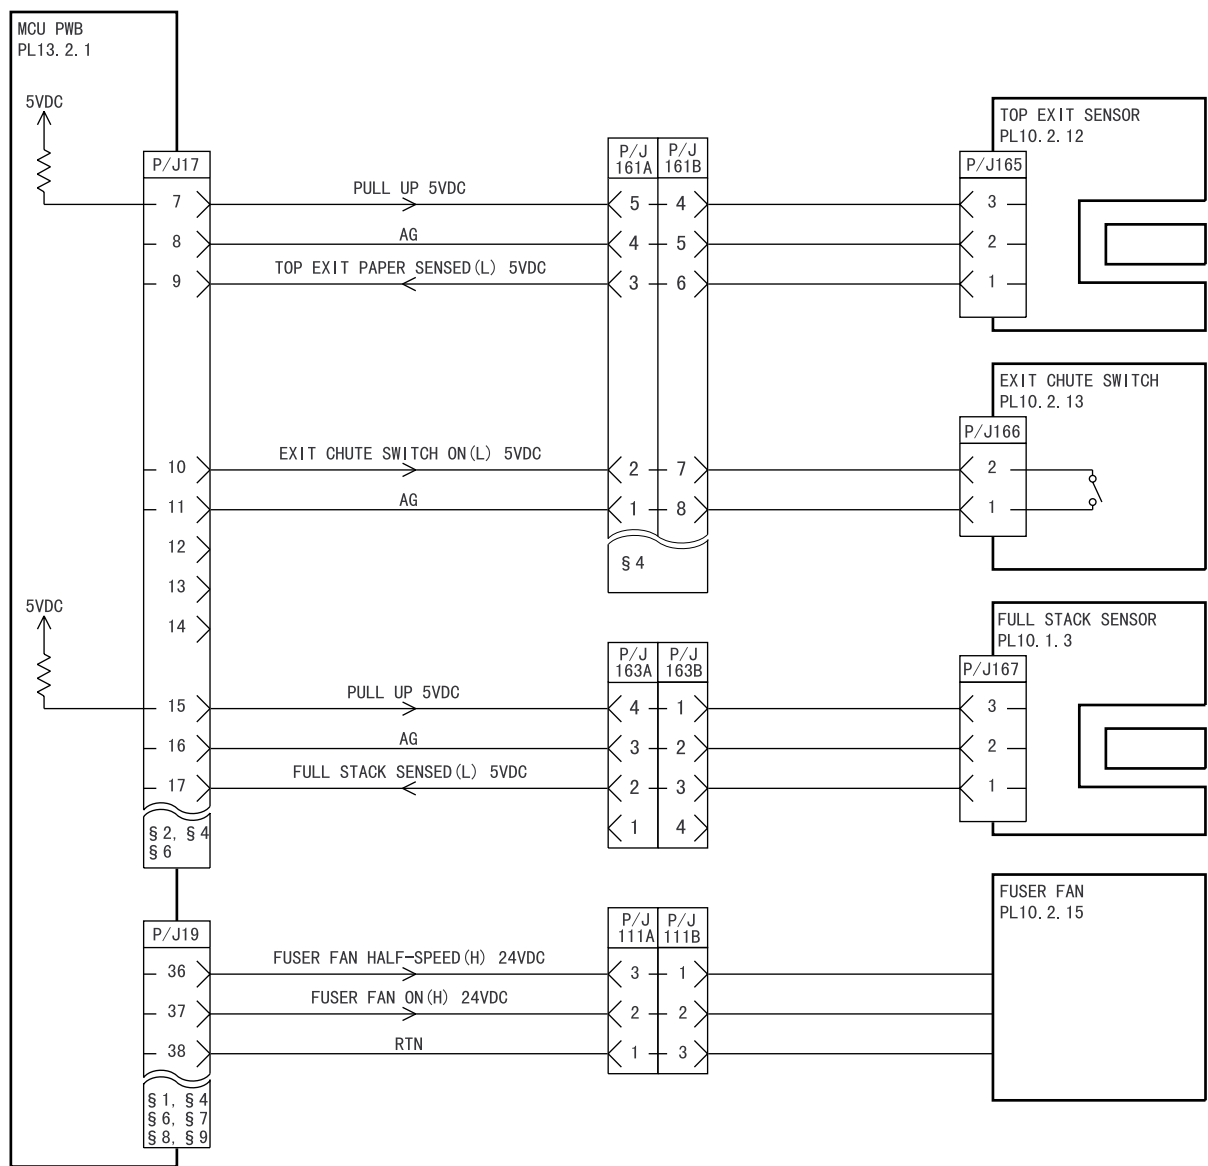 MCU PWB
PL13.2.1
5VDC
P/J17
7
8
9
10
11
12
13
14
15
16
17
§2, §4
§6
5VDC
PULL UP 5VDC
AG
TOP EXIT PAPER SENSED(L) 5VDC
EXIT CHUTE SWITCH ON(L) 5VDC
AG
PULL UP 5VDC
AG
FULL STACK SENSED(L) 5VDC
P/J 161A P/J 161B
5 4
4 5
3 6
2 7
1 8
§4
P/J 163A P/J 163B
4 1
3 2
2 3
1 4
TOP EXIT SENSOR
PL10.2.12
P/J165
3
2
1
EXIT CHUTE SWITCH
PL10.2.13
P/J166
2
1
FULL STACK SENSOR
PL10.1.3
P/J167
3
2
1
P/J19
36
37
38
§1, §4
§6, §7
§8, §9
FUSER FAN HALF-SPEED(H) 24VDC
FUSER FAN ON(H) 24VDC
RTN
P/J 111A P/J 111B
3 1
2 2
1 3
FUSER FAN
PL10.2.15